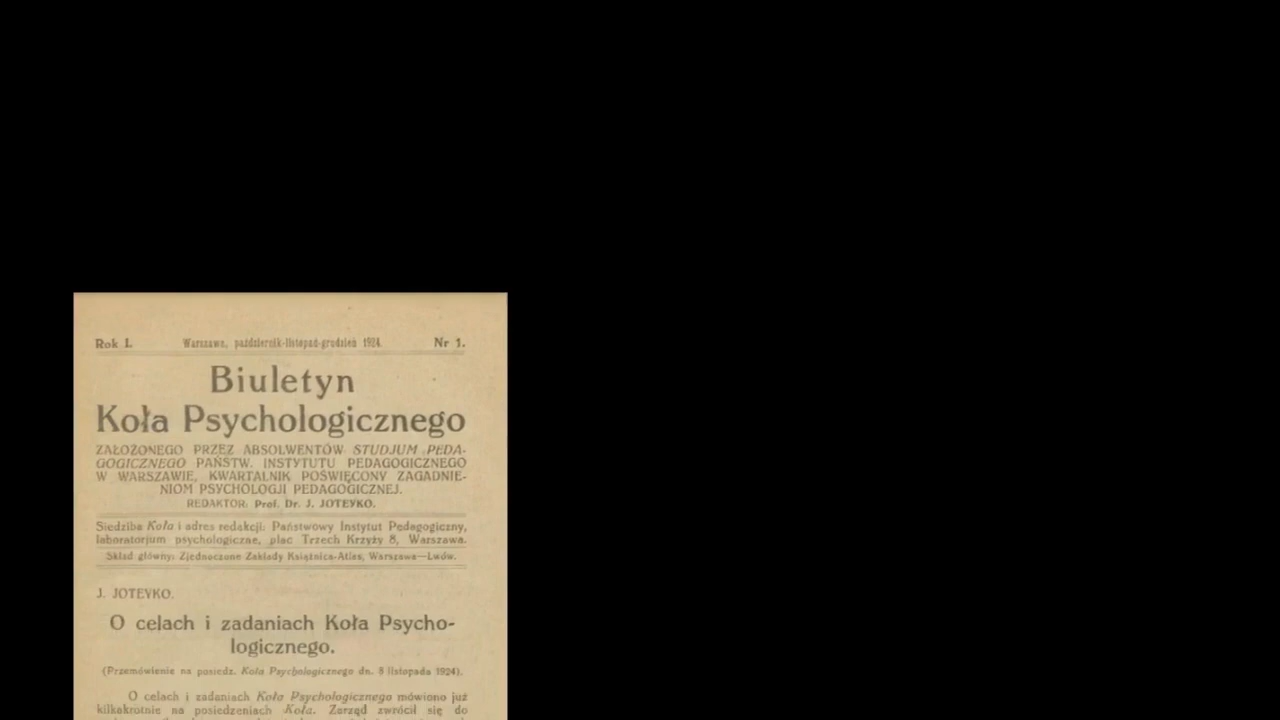 Rok I. Warszawa, październik-listopad-grudzień 1924. Nr 1.
Biuletyn
Koła Psychologicznego
ZAŁOŻONEGO PRZEZ ABSOLWENTÓW STUDJUM PEDA-
GOGICZNEGO PAŃSTW. INSTYTUTU PEDAGOGICZNEGO
W WARSZAWIE, KWARTALNIK POŚWIĘCONY ZAGADNIE-
NIOM PSYCHOLOGJI PEDAGOGICZNEJ.
REDAKTOR: Prof. Dr. J. JOTEYKO.
Siedziba Koła i adres redakcji: Państwowy Instytut Pedagogiczny,
laboratorjum psychologiczne, plac Trzech Krzyży 8, Warszawa.
Skład główny: Zjednoczone Zakłady Książnica-Atlas, Warszawa—Lwów.
J. JOTEYKO.
O celach i zadaniach Koła Psycho-
logicznego.
(Przemówienie na posiedz. Koła Psychologicznego dn. 8 listopada 1924).
O celach i zadaniach Koła Psychologicznego mówiono już
kilkakrotnie na posiedzeniach Koła. Zarząd zwrócił się do